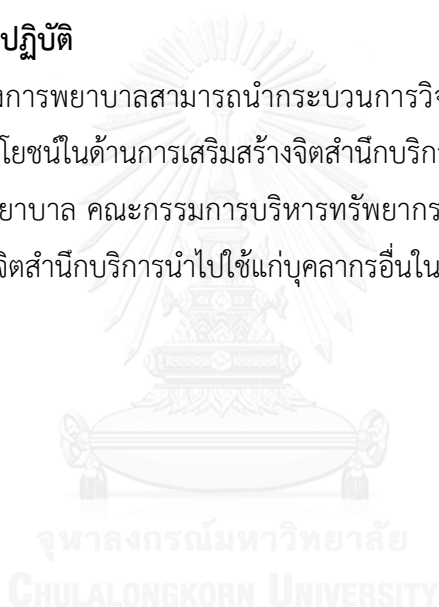 ปฏิบัติ
งการพยาบาลสามารถนำกระบวนการวิจ
โยชน์ในด้านการเสริมสร้างจิตสำนึกบริกา
ยาบาล คณะกรรมการบริหารทรัพยากร
จิตสำนึกบริการนำไปใช้แก่บุคลากรอื่นใน
จุฬาลงกรณ์มหาวิทยาลัย
CHULALONGKORN UNIVERSITY